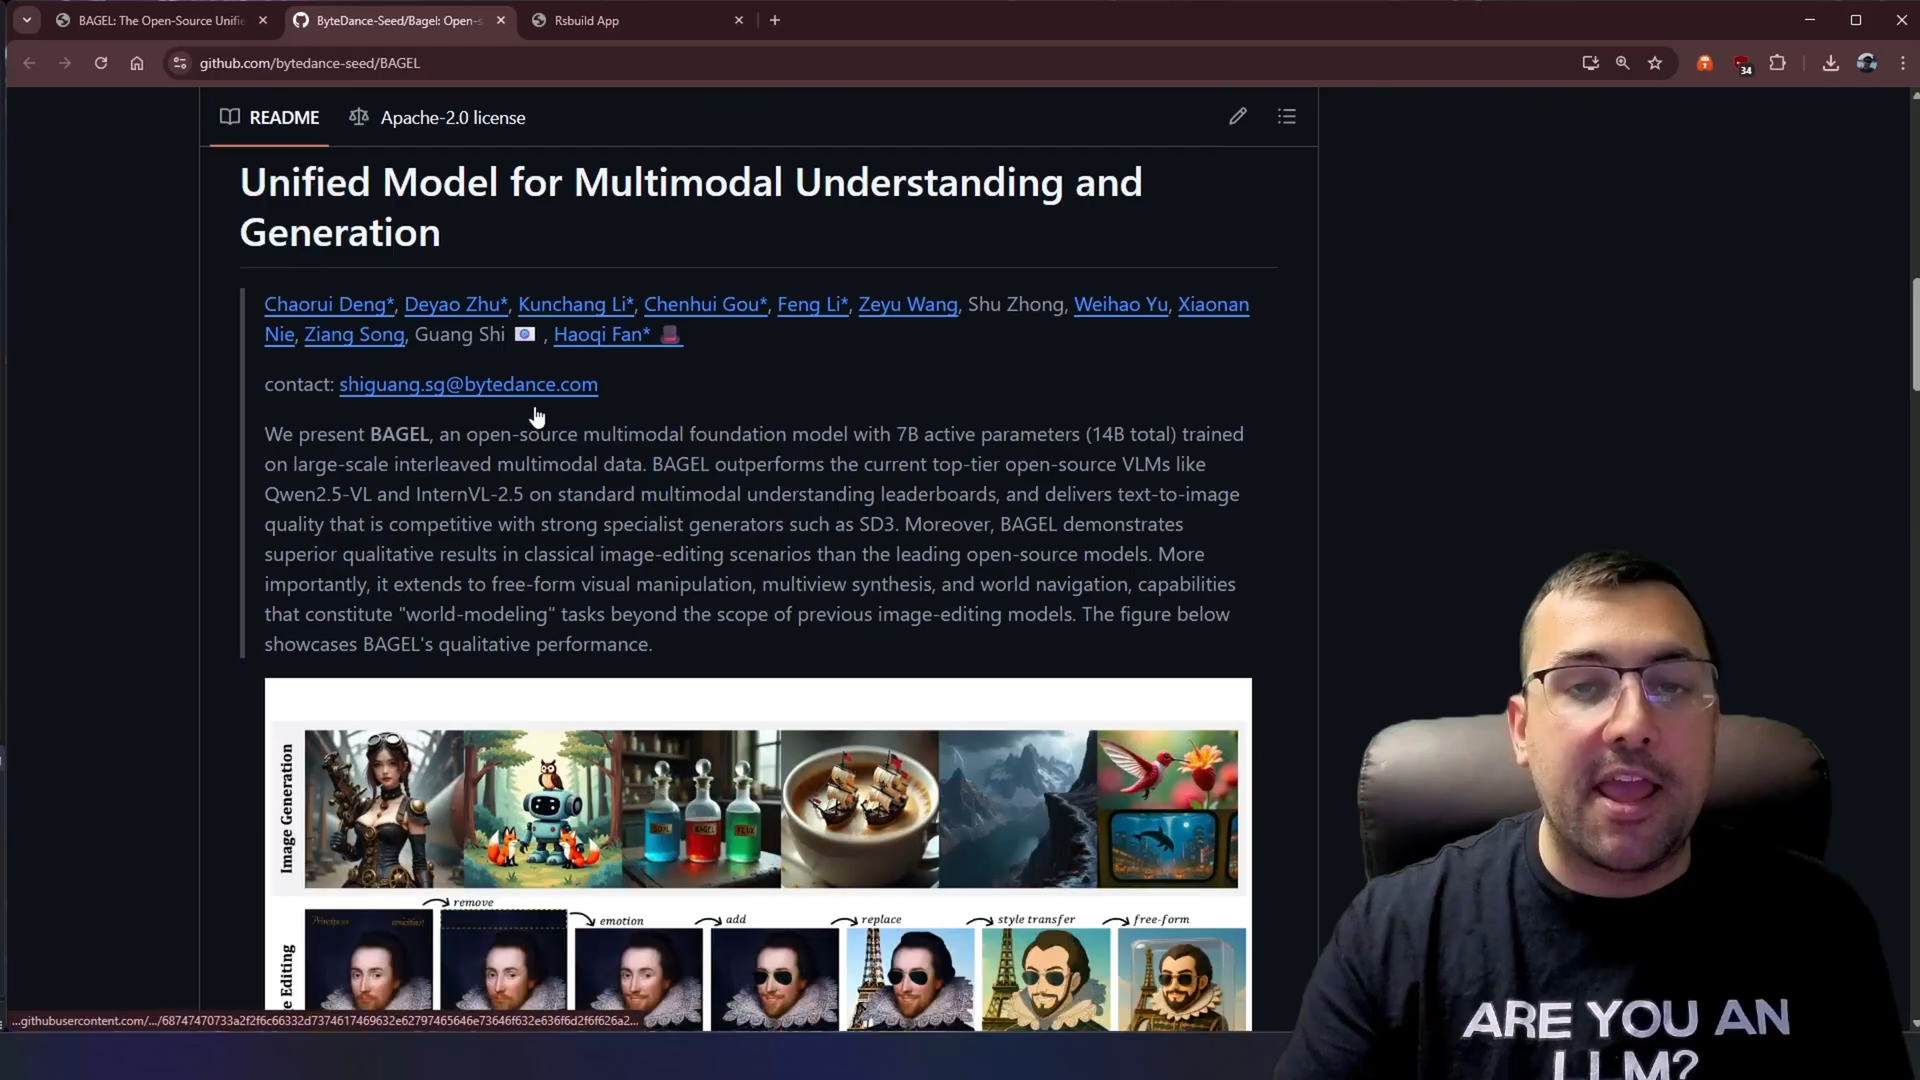 BAGEL: The Open-Source Unifie
ByteDance-Seed/Bagel: Open-s
Rsbuild App
github.com/bytedance-seed/BAGEL
34
README
Apache-2.0 license
Unified Model for Multimodal Understanding and
Generation
Chaorui Deng*, Deyao Zhu*, Kunchang Li*, Chenhui Gou*, Feng Li*, Zeyu Wang, Shu Zhong, Weihao Yu, Xiaonan
Nie, Ziang Song, Guang Shi , Haoqi Fan*
contact: shiguang.sg@bytedance.com
We present BAGEL, an open-source multimodal foundation model with 7B active parameters (14B total) trained
on large-scale interleaved multimodal data. BAGEL outperforms the current top-tier open-source VLMs like
Qwen2.5-VL and InternVL-2.5 on standard multimodal understanding leaderboards, and delivers text-to-image
quality that is competitive with strong specialist generators such as SD3. Moreover, BAGEL demonstrates
superior qualitative results in classical image-editing scenarios than the leading open-source models. More
importantly, it extends to free-form visual manipulation, multiview synthesis, and world navigation, capabilities
that constitute "world-modeling" tasks beyond the scope of previous image-editing models. The figure below
showcases BAGEL's qualitative performance.
Image Generation
BAGEL
FLUX
remove
emotion
add
replace
style transfer
free-form
e Editing
ARE YOU AN
LLM?